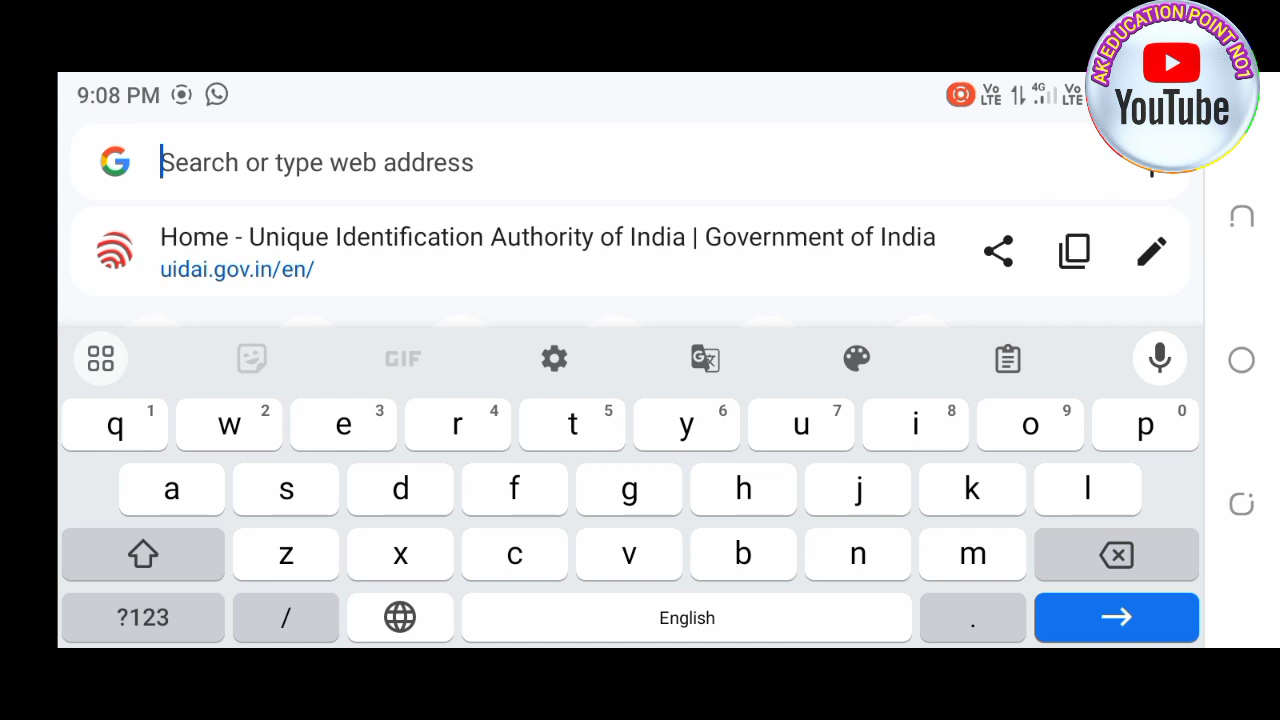 AK EDUCATION POINT NO1
YouTube
9:08 PM
Vo LTE 4G Vo LTE
Search or type web address
Home - Unique Identification Authority of India | Government of India
uidai.gov.in/en/
GIF
q 1 w 2 e 3 r 4 t 5 y 6 u 7 i 8 o 9 p 0
a s d f g h j k l
z x c v b n m
?123 / English .